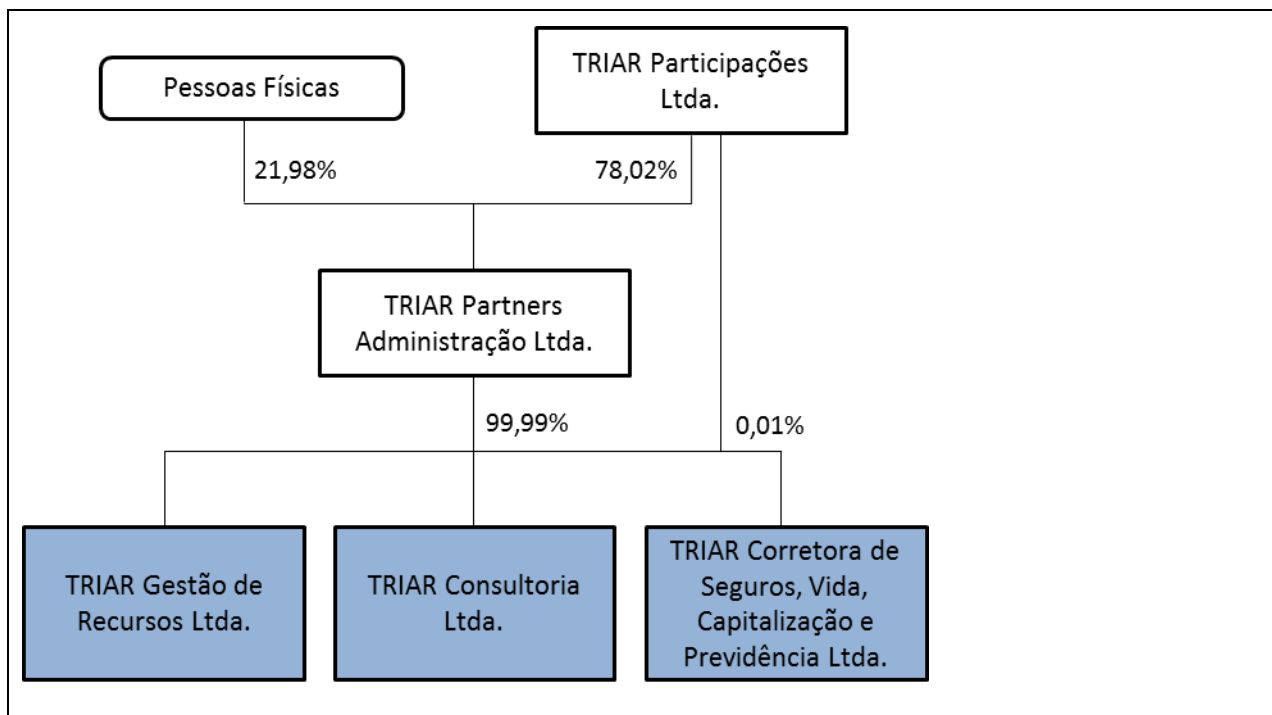 Pessoas Físicas
TRIAR Participações
Ltda.
21,98%
78,02%
TRIAR Partners
Administração Ltda.
99,99%
0,01%
TRIAR Gestão de
Recursos Ltda.
TRIAR Consultoria
Ltda.
TRIAR Corretora de
Seguros, Vida,
Capitalização e
Previdência Ltda.